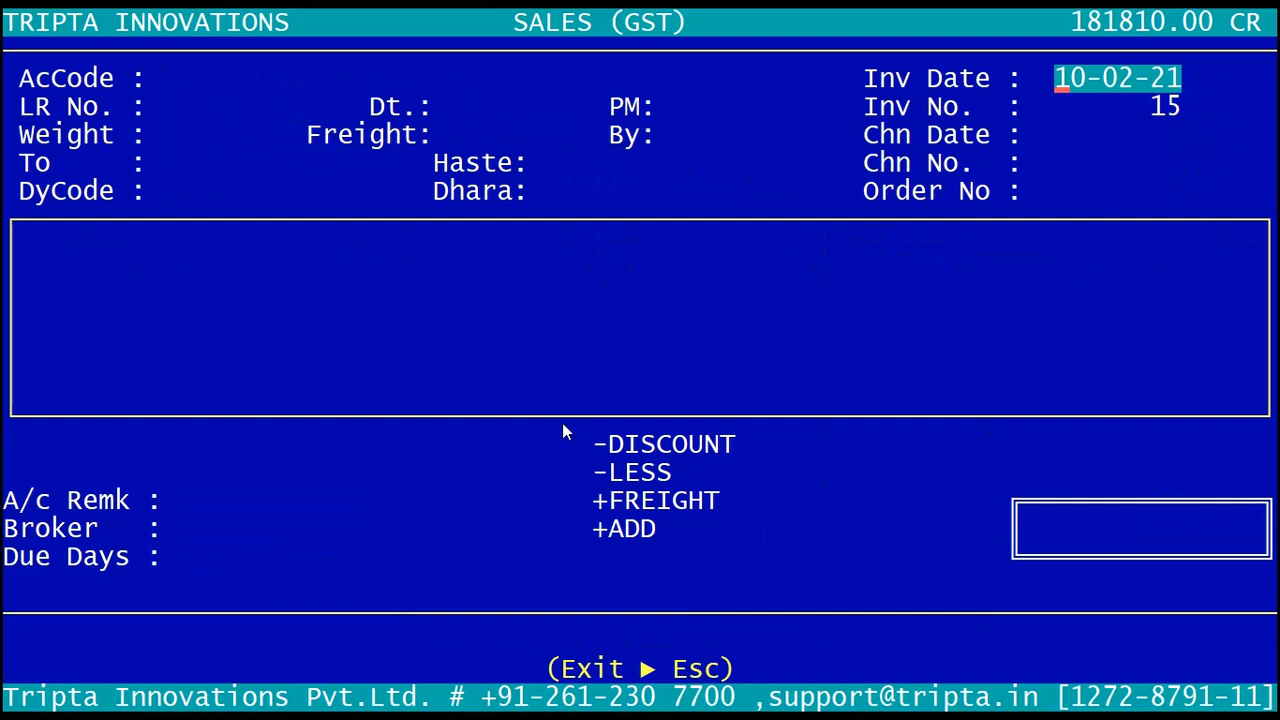 TRIPTA INNOVATIONS SALES (GST) 181810.00 CR
AcCode : Inv Date : 10-02-21
LR No. : Dt.: PM: Inv No. : 15
Weight : Freight: By: Chn Date :
To : Haste: Chn No. :
DyCode : Dhara: Order No :
-DISCOUNT
-LESS
A/c Remk : +FREIGHT
Broker : +ADD
Due Days :
(Exit ► Esc)
Tripta Innovations Pvt.Ltd. # +91-261-230 7700 ,support@tripta.in [1272-8791-11]